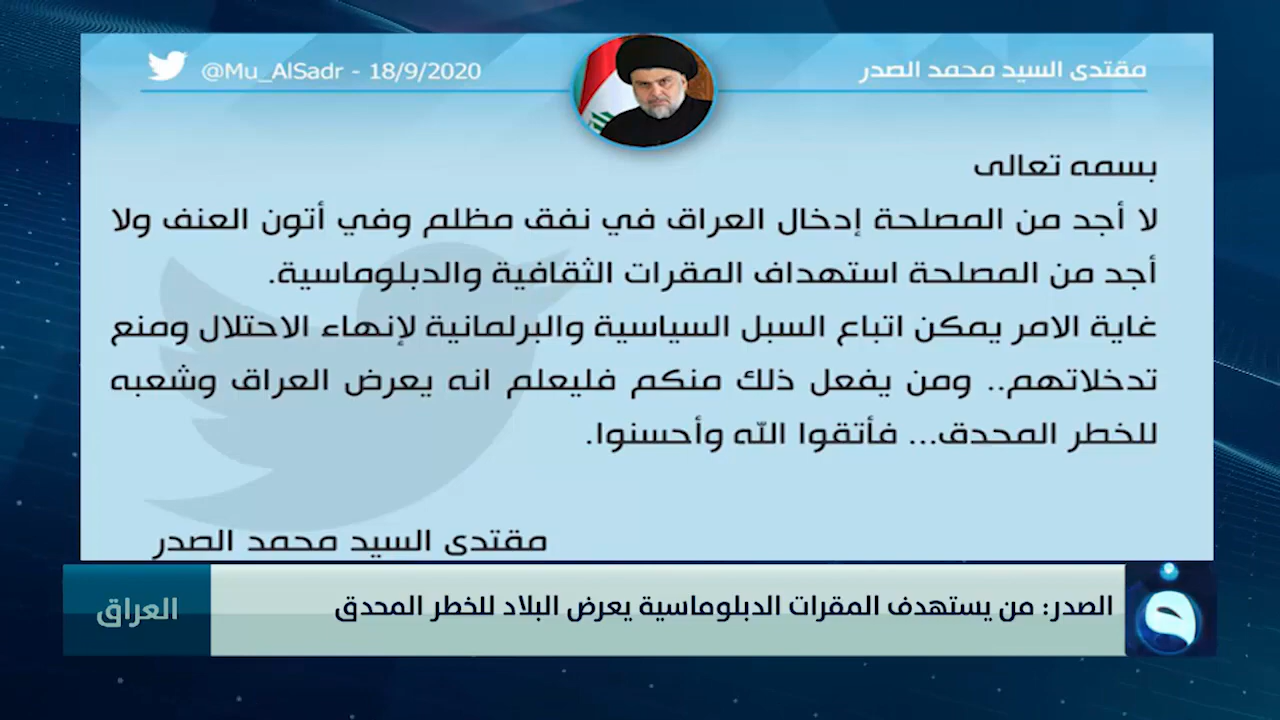 مقتدى السيد محمد الصدر
@Mu_AlSadr - 18/9/2020
بسمه تعالى
لا أجد من المصلحة إدخال العراق في نفق مظلم وفي أتون العنف ولا
أجد من المصلحة استهداف المقرات الثقافية والدبلوماسية.
غاية الامر يمكن اتباع السبل السياسية والبرلمانية لإنهاء الاحتلال ومنع
تدخلاتهم.. ومن يفعل ذلك منكم فليعلم انه يعرض العراق وشعبه
للخطر المحدق... فأتقوا الله وأحسنوا.
مقتدى السيد محمد الصدر
الصدر: من يستهدف المقرات الدبلوماسية يعرض البلاد للخطر المحدق
العراق